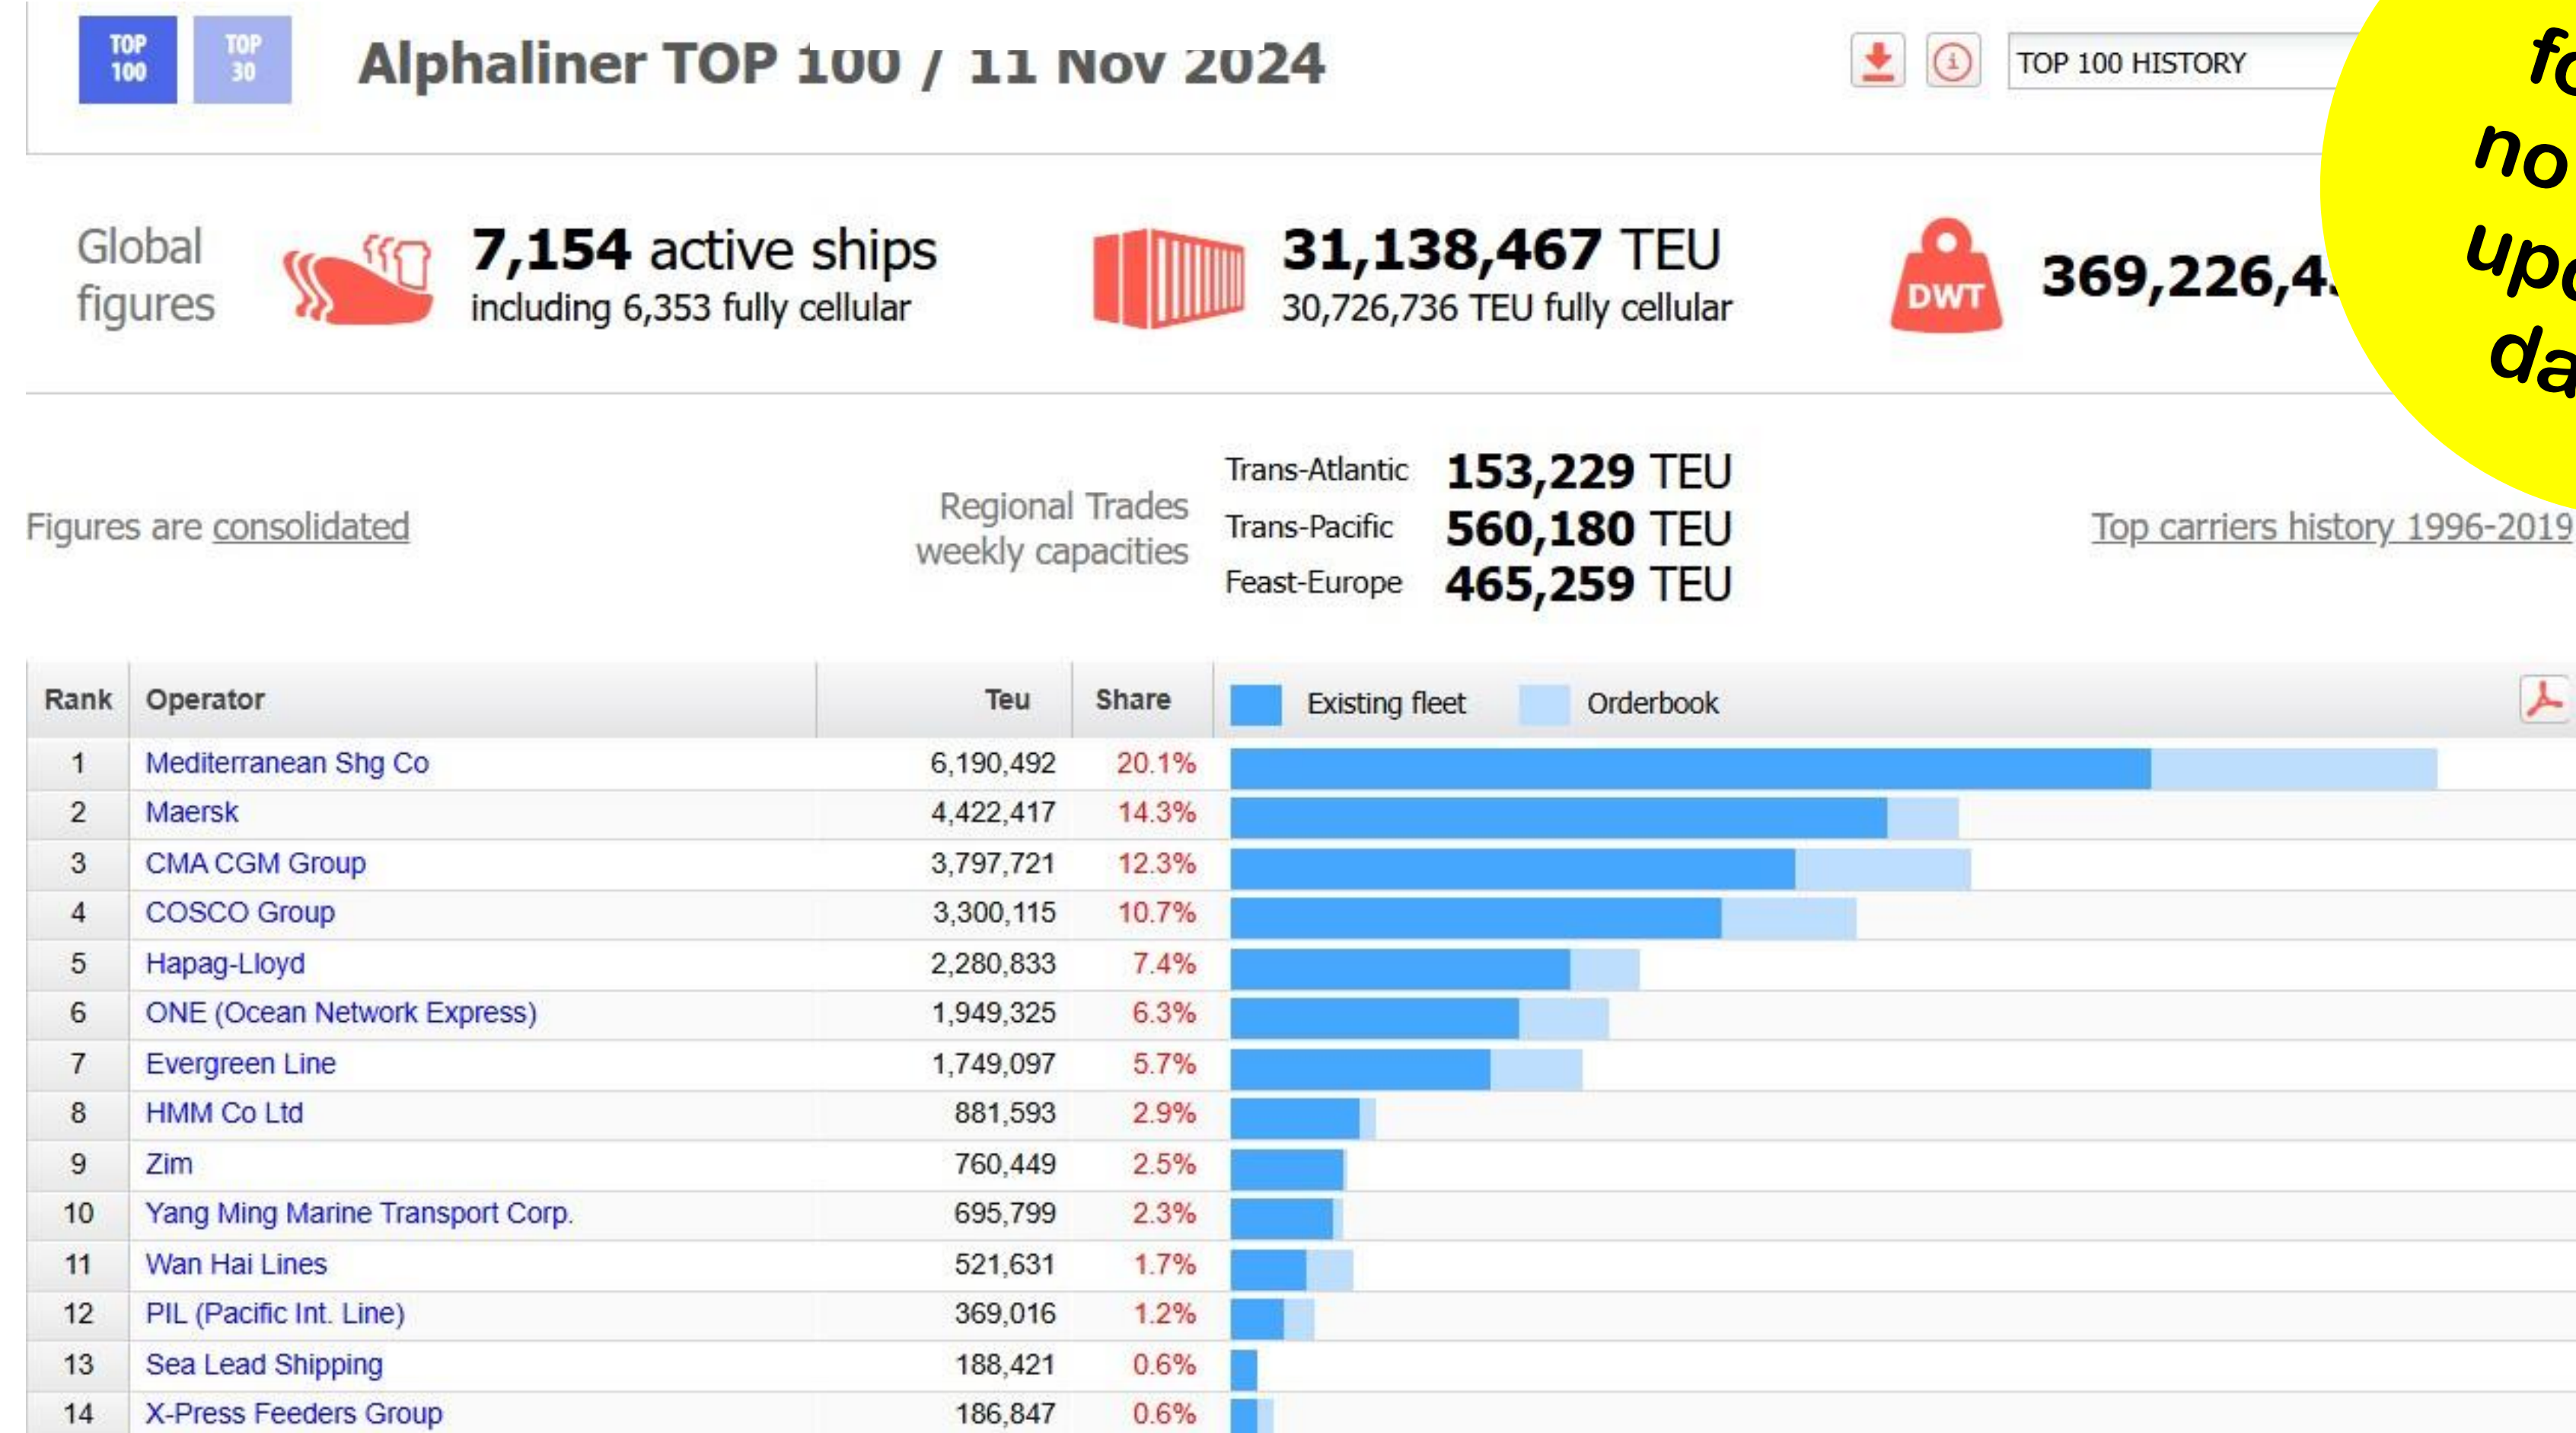 TOP
100
TOP
30
Alphaliner TOP 100 / 11 Nov 2024
TOP 100 HISTORY
no
Global
figures
7,154 active ships
including 6,353 fully cellular
31,138,467 TEU
30,726,736 TEU fully cellular
DWT
369,226,4
Figures are consolidated
Regional Trades
weekly capacities
Trans-Atlantic 153,229 TEU
Trans-Pacific 560,180 TEU
Feast-Europe 465,259 TEU
Top carriers history 1996-2019
Rank Operator Teu Share Existing fleet Orderbook
1 Mediterranean Shg Co 6,190,492 20.1%
2 Maersk 4,422,417 14.3%
3 CMA CGM Group 3,797,721 12.3%
4 COSCO Group 3,300,115 10.7%
5 Hapag-Lloyd 2,280,833 7.4%
6 ONE (Ocean Network Express) 1,949,325 6.3%
7 Evergreen Line 1,749,097 5.7%
8 HMM Co Ltd 881,593 2.9%
9 Zim 760,449 2.5%
10 Yang Ming Marine Transport Corp. 695,799 2.3%
11 Wan Hai Lines 521,631 1.7%
12 PIL (Pacific Int. Line) 369,016 1.2%
13 Sea Lead Shipping 188,421 0.6%
14 X-Press Feeders Group 186,847 0.6%